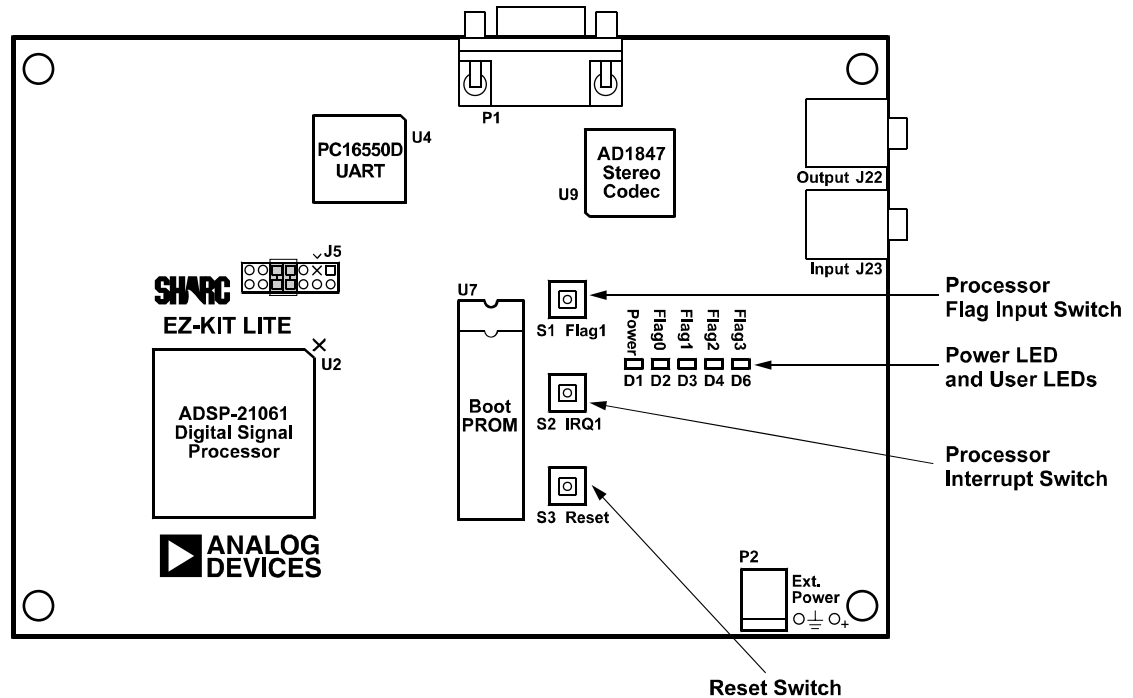 P1
PC16550D
UART
U4
AD1847
Stereo
Codec
U9
Output J22
Input J23
J5
SHARC
EZ-KIT LITE
U2
ADSP-21061
Digital Signal
Processor
ANALOG
DEVICES
U7
Boot
PROM
S1 Flag1
S2 IRQ1
S3 Reset
Power
Flag0
Flag1
Flag2
Flag3
D1 D2 D3 D4 D6
P2
Ext.
Power
+
Processor
Flag Input Switch
Power LED
and User LEDs
Processor
Interrupt Switch
Reset Switch